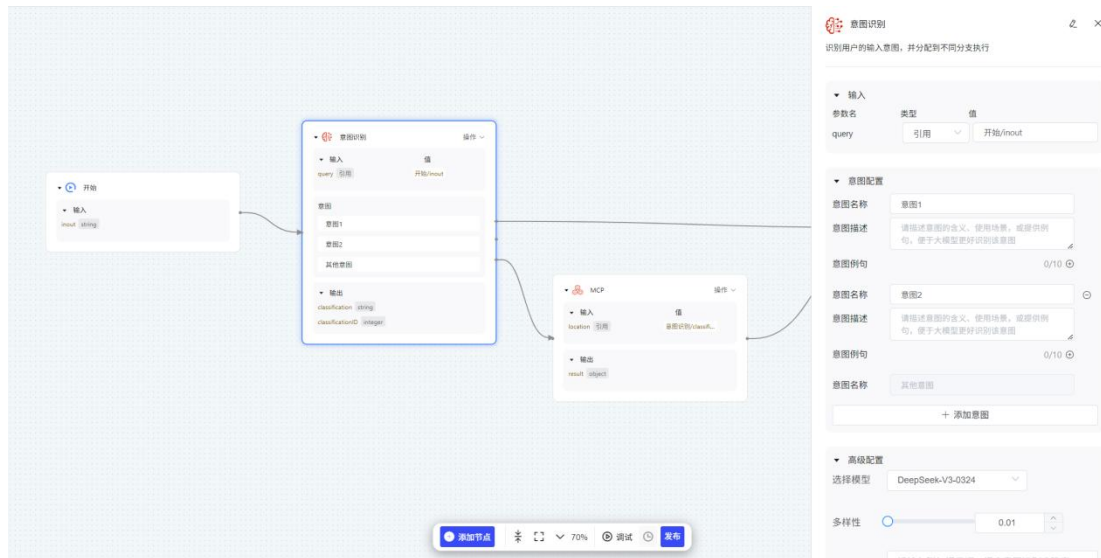 开始
输入
inout string
意图识别 操作
输入 值
query 引用 开始/inout
意图
意图1
意图2
其他意图
输出
classification string
classificationID integer
MCP 操作
输入 值
location 引用 意图识别/classifi...
输出
result object
添加节点 70% 调试 发布
意图识别
识别用户的输入意图，并分配到不同分支执行
输入
参数名 类型 值
query 引用 开始/inout
意图配置
意图名称 意图1
意图描述 请描述意图的含义、使用场景，或提供例
句，便于大模型更好识别该意图
意图例句 0/10
意图名称 意图2
意图描述 请描述意图的含义、使用场景，或提供例
句，便于大模型更好识别该意图
意图例句 0/10
意图名称 其他意图
+ 添加意图
高级配置
选择模型 DeepSeek-V3-0324
多样性 0.01